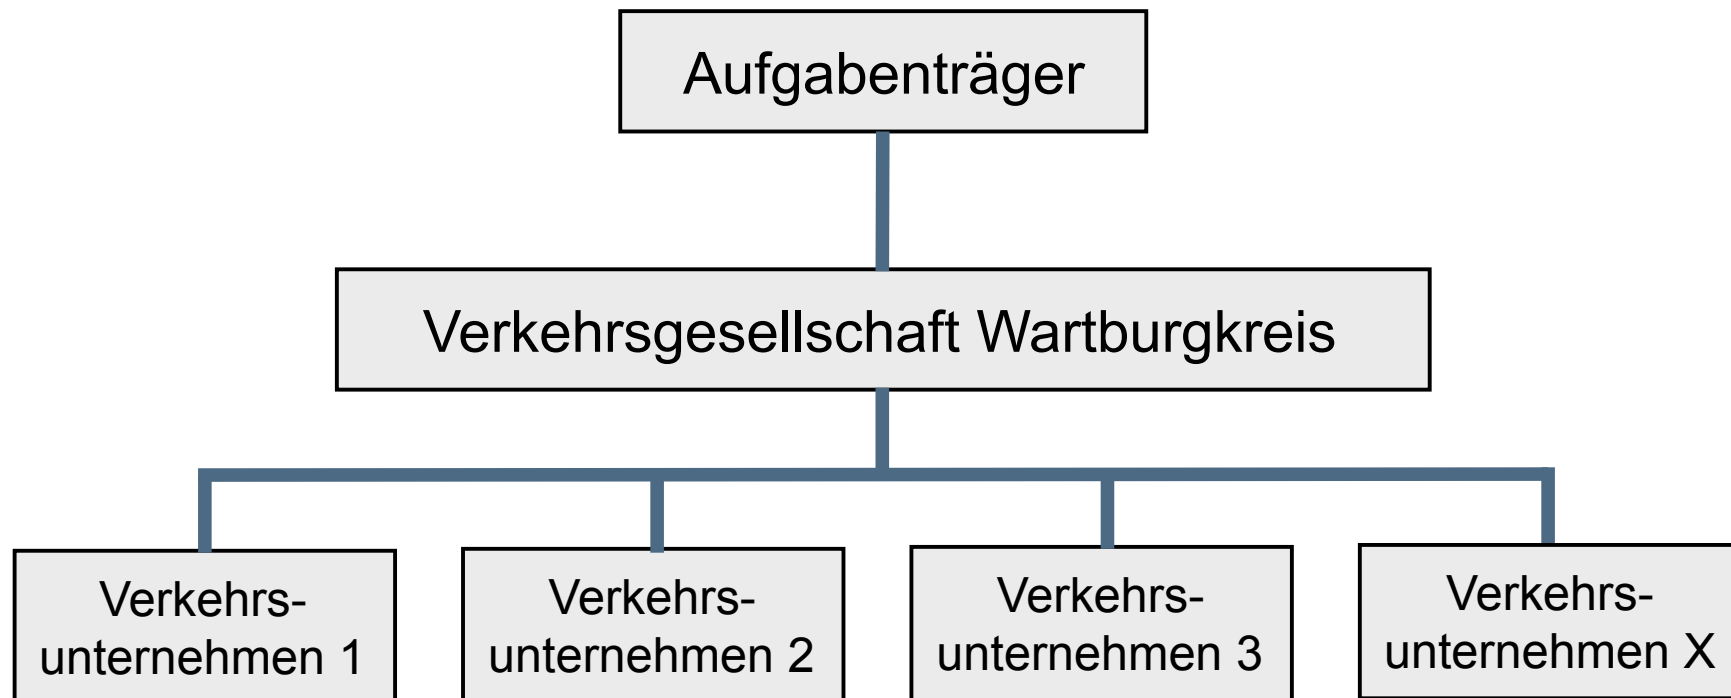 Aufgabenträger
Verkehrsgesellschaft Wartburgkreis
Verkehrs-
unternehmen 1
Verkehrs-
unternehmen 2
Verkehrs-
unternehmen 3
Verkehrs-
unternehmen X